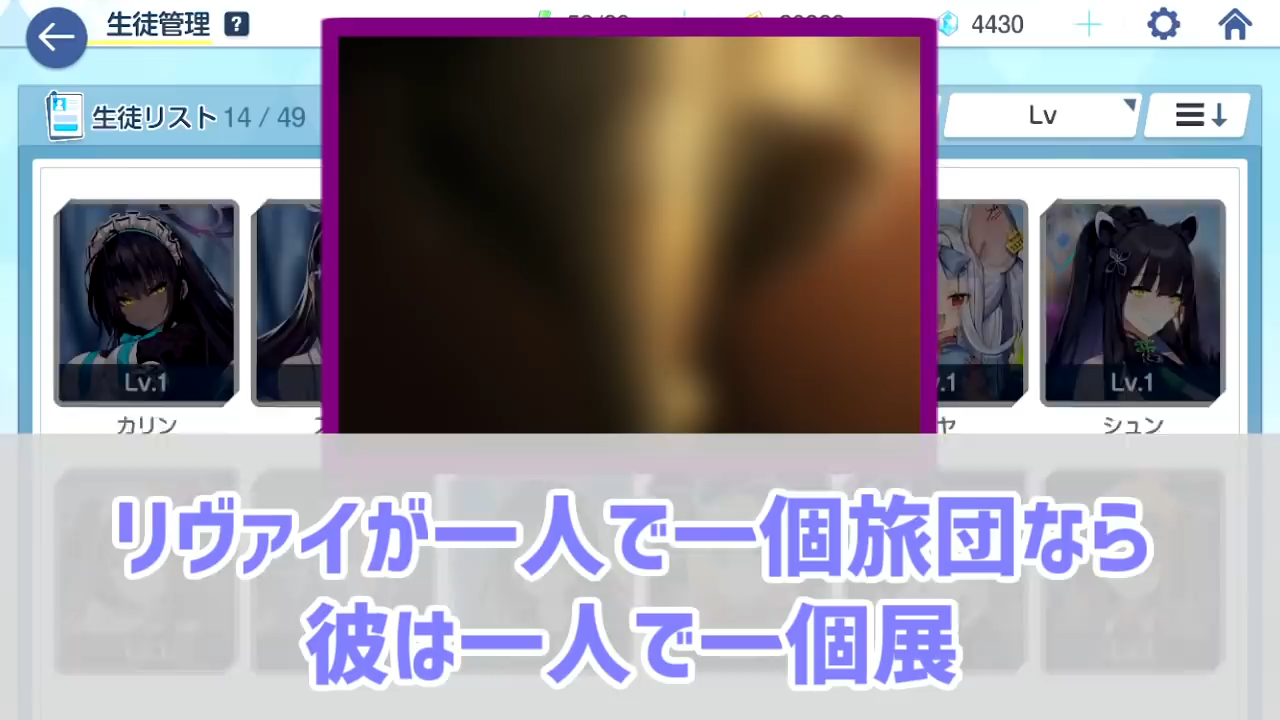 生徒管理 ?
4430
生徒リスト 14 / 49
Lv
Lv.1
Lv.1
カリン
ヤ
シュン
リヴァイが一人で一個旅団なら
彼は一人で一個展